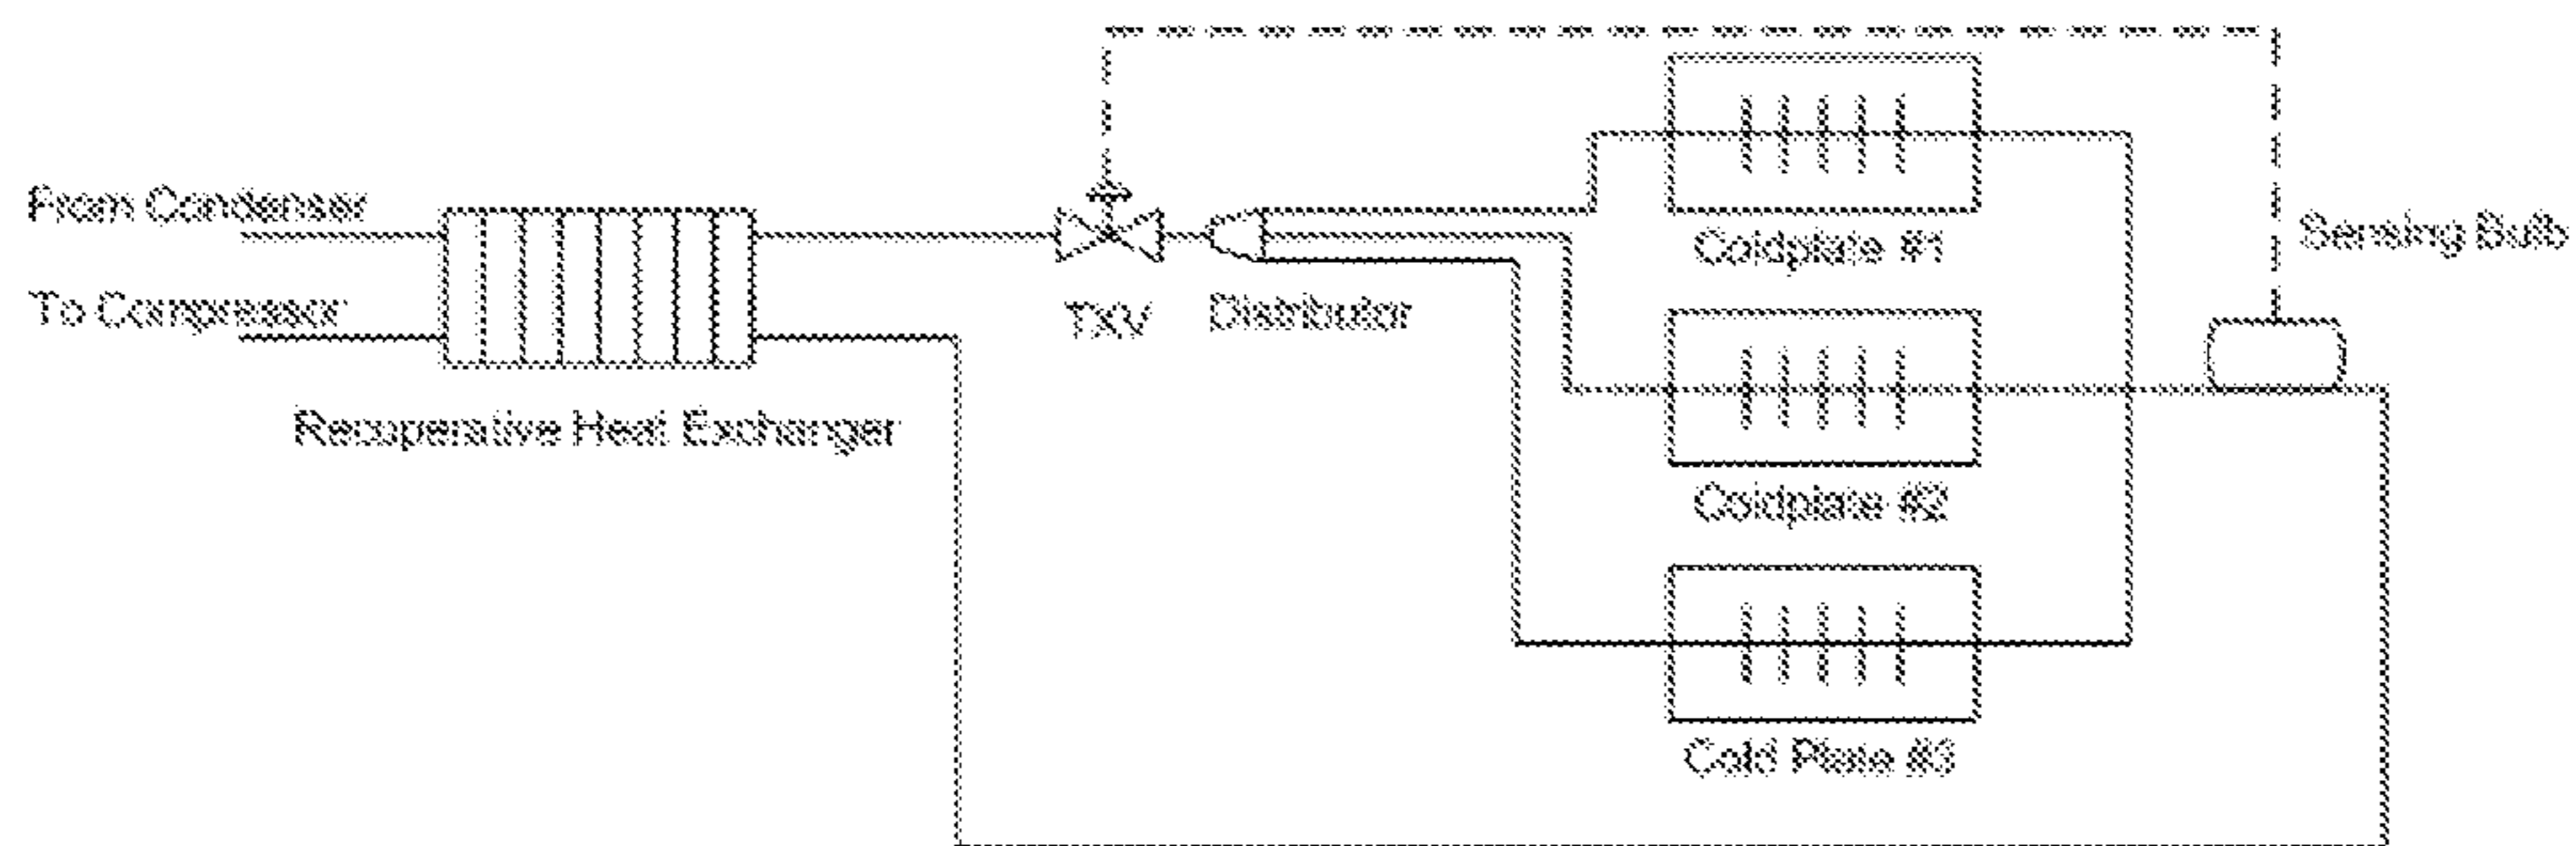 From Condenser
To Compressor
Recuperative Heat Exchanger
TXV
Distributor
Coldplate #1
Coldplate #2
Cold Plate #3
Sensing Bulb